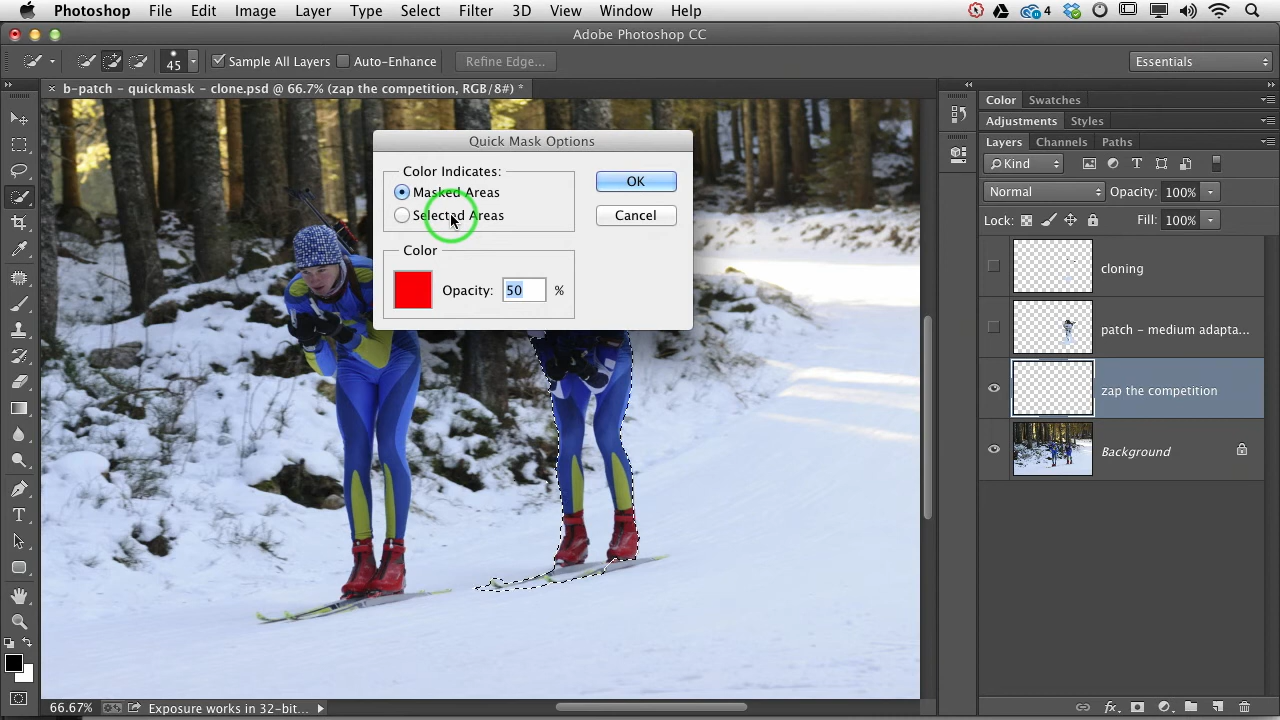 Photoshop File Edit Image Layer Type Select Filter 3D View Window Help 4
Adobe Photoshop CC
45 Sample All Layers Auto-Enhance Refine Edge... Essentials
× b-patch - quickmask - clone.psd @ 66.7% (zap the competition, RGB/8#) *
Color Swatches
Adjustments Styles
Layers Channels Paths
Kind
Normal Opacity: 100%
Lock: Fill: 100%
cloning
patch - medium adapta...
zap the competition
Background
Quick Mask Options
Color Indicates:
Masked Areas
Selected Areas
OK
Cancel
Color
Opacity: 50 %
66.67% Exposure works in 32-bit...
fx